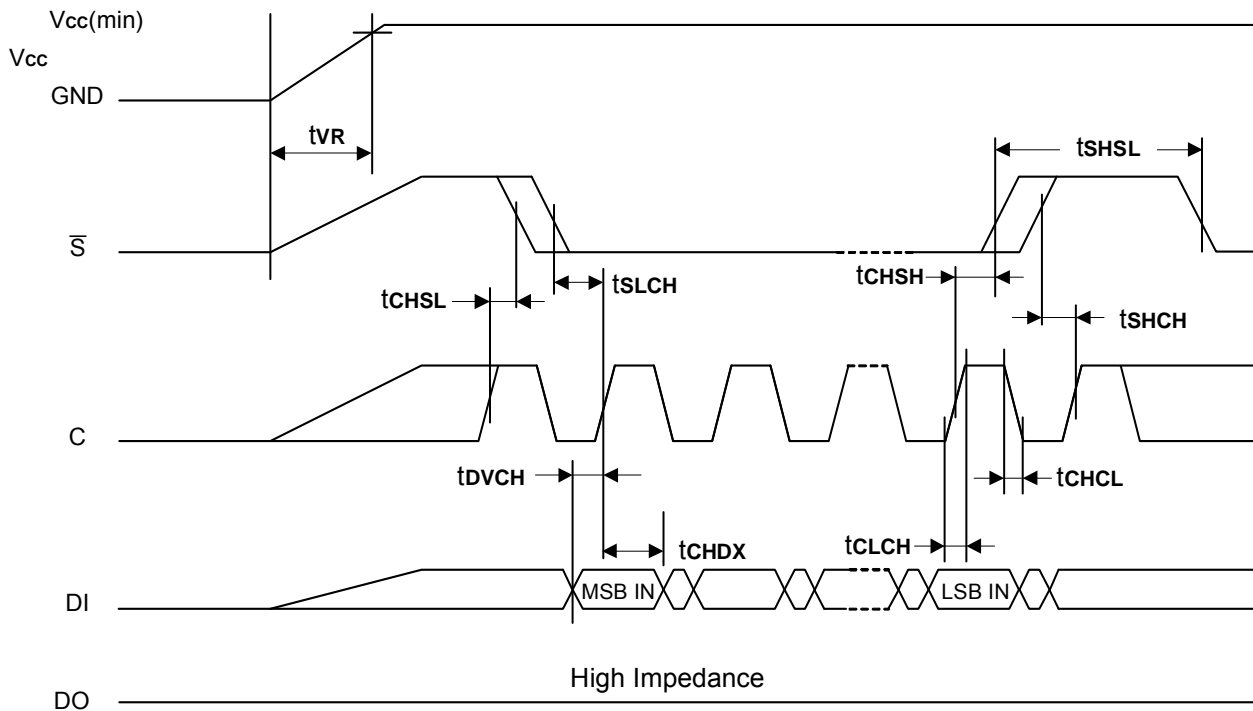 Vcc(min)
Vcc
GND
tVR
tSHSL
S̅
tCHSL
tSLCH
tCHSH
tSHCH
C
tDVCH
tCHCL
tCHDX
tCLCH
DI
MSB IN
LSB IN
High Impedance
DO